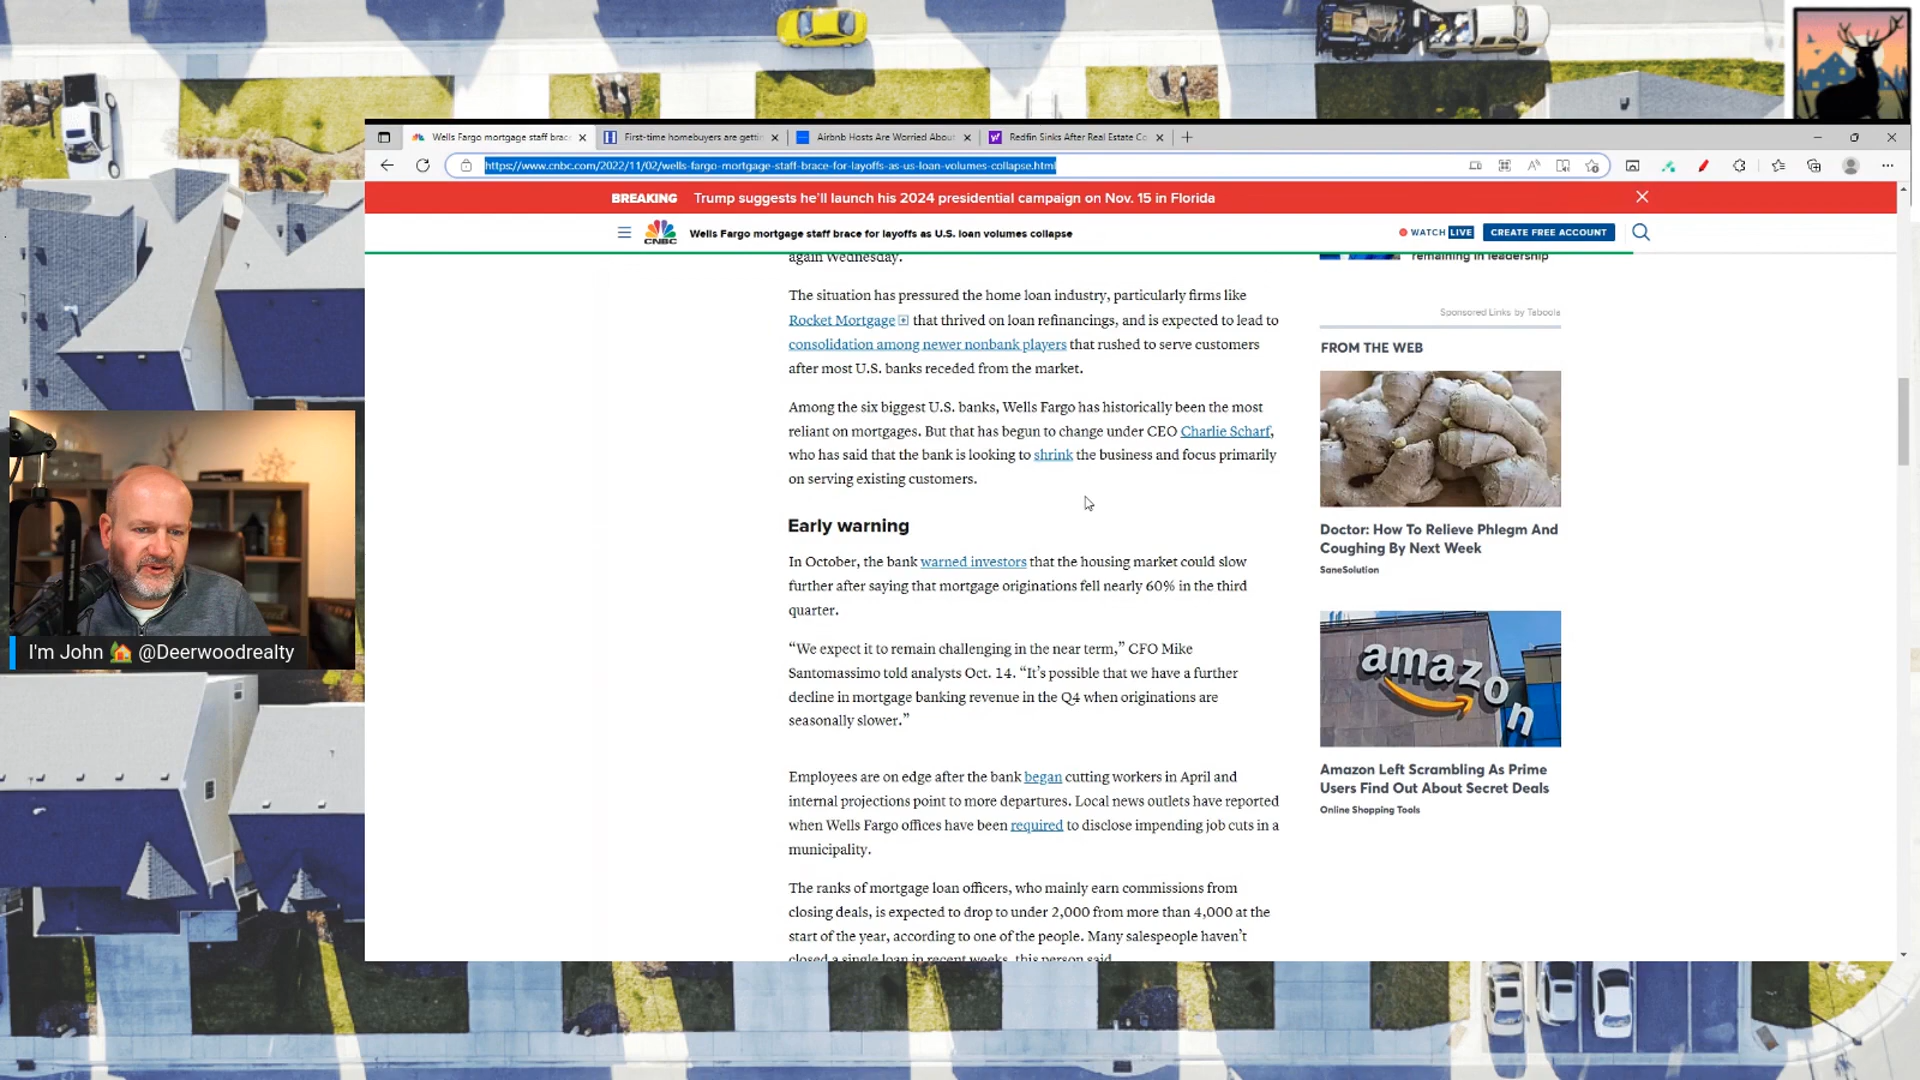 Wells Fargo mortgage staff brac
First-time homebuyers are gettin
Airbnb Hosts Are Worried About
Redfin Sinks After Real Estate Co
https://www.cnbc.com/2022/11/02/wells-fargo-mortgage-staff-brace-for-layoffs-as-us-loan-volumes-collapse.html
BREAKING Trump suggests he'll launch his 2024 presidential campaign on Nov. 15 in Florida
CNBC
Wells Fargo mortgage staff brace for layoffs as U.S. loan volumes collapse
WATCH LIVE
CREATE FREE ACCOUNT
again Wednesday.
The situation has pressured the home loan industry, particularly firms like
Rocket Mortgage that thrived on loan refinancings, and is expected to lead to
consolidation among newer nonbank players that rushed to serve customers
after most U.S. banks receded from the market.
Among the six biggest U.S. banks, Wells Fargo has historically been the most
reliant on mortgages. But that has begun to change under CEO Charlie Scharf,
who has said that the bank is looking to shrink the business and focus primarily
on serving existing customers.
Early warning
In October, the bank warned investors that the housing market could slow
further after saying that mortgage originations fell nearly 60% in the third
quarter.
“We expect it to remain challenging in the near term,” CFO Mike
Santomassimo told analysts Oct. 14. “It’s possible that we have a further
decline in mortgage banking revenue in the Q4 when originations are
seasonally slower.”
Employees are on edge after the bank began cutting workers in April and
internal projections point to more departures. Local news outlets have reported
when Wells Fargo offices have been required to disclose impending job cuts in a
municipality.
The ranks of mortgage loan officers, who mainly earn commissions from
closing deals, is expected to drop to under 2,000 from more than 4,000 at the
start of the year, according to one of the people. Many salespeople haven’t
closed a single loan in recent weeks, this person said.
remaining in leadership
Sponsored Links by Taboola
FROM THE WEB
Doctor: How To Relieve Phlegm And
Coughing By Next Week
SaneSolution
amazon
Amazon Left Scrambling As Prime
Users Find Out About Secret Deals
Online Shopping Tools
I'm John 🏡 @Deerwoodrealty